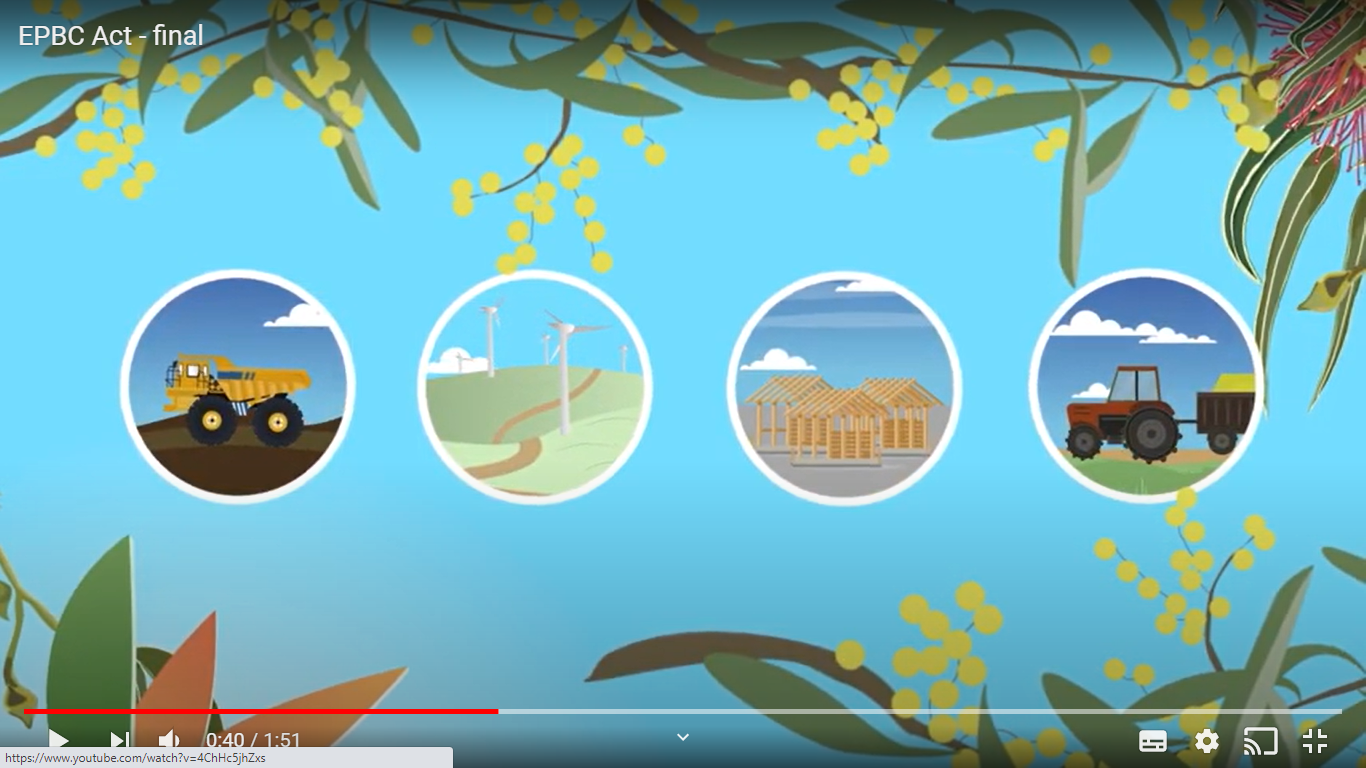 EPBC Act - final
0:40 / 1:51
https://www.youtube.com/watch?v=4ChHc5jhZxs